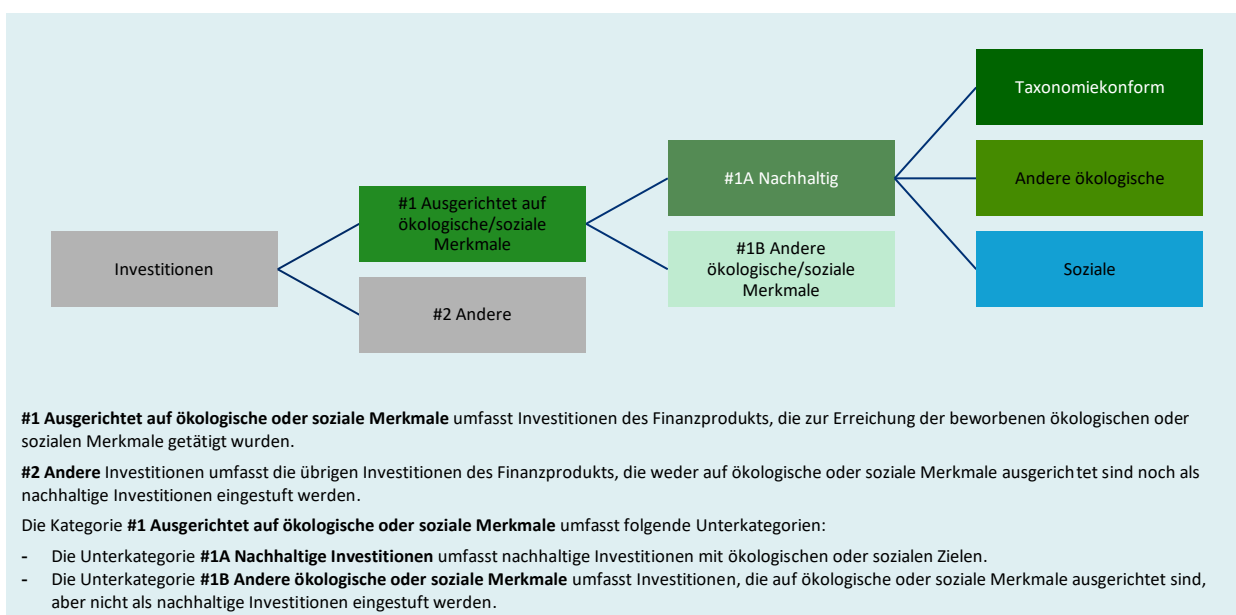 Taxonomiekonform
#1A Nachhaltig
Andere ökologische
#1 Ausgerichtet auf
ökologische/soziale
Merkmale
#1B Andere
ökologische/soziale
Merkmale
Investitionen
Soziale
#2 Andere
#1 Ausgerichtet auf ökologische oder soziale Merkmale umfasst Investitionen des Finanzprodukts, die zur Erreichung der beworbenen ökologischen oder
sozialen Merkmale getätigt wurden.
#2 Andere Investitionen umfasst die übrigen Investitionen des Finanzprodukts, die weder auf ökologische oder soziale Merkmale ausgerichtet sind noch als
nachhaltige Investitionen eingestuft werden.
Die Kategorie #1 Ausgerichtet auf ökologische oder soziale Merkmale umfasst folgende Unterkategorien:
- Die Unterkategorie #1A Nachhaltige Investitionen umfasst nachhaltige Investitionen mit ökologischen oder sozialen Zielen.
- Die Unterkategorie #1B Andere ökologische oder soziale Merkmale umfasst Investitionen, die auf ökologische oder soziale Merkmale ausgerichtet sind,
aber nicht als nachhaltige Investitionen eingestuft werden.